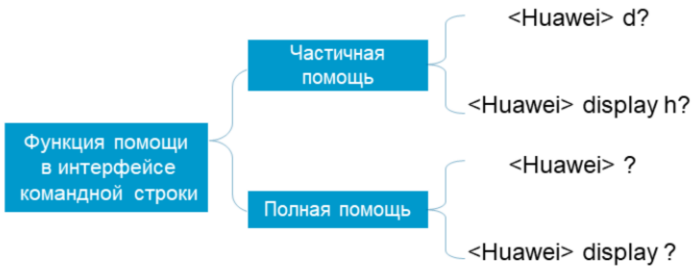 <Huawei> d?
Частичная
помощь
<Huawei> display h?
Функция помощи
в интерфейсе
командной строки
<Huawei> ?
Полная помощь
<Huawei> display ?